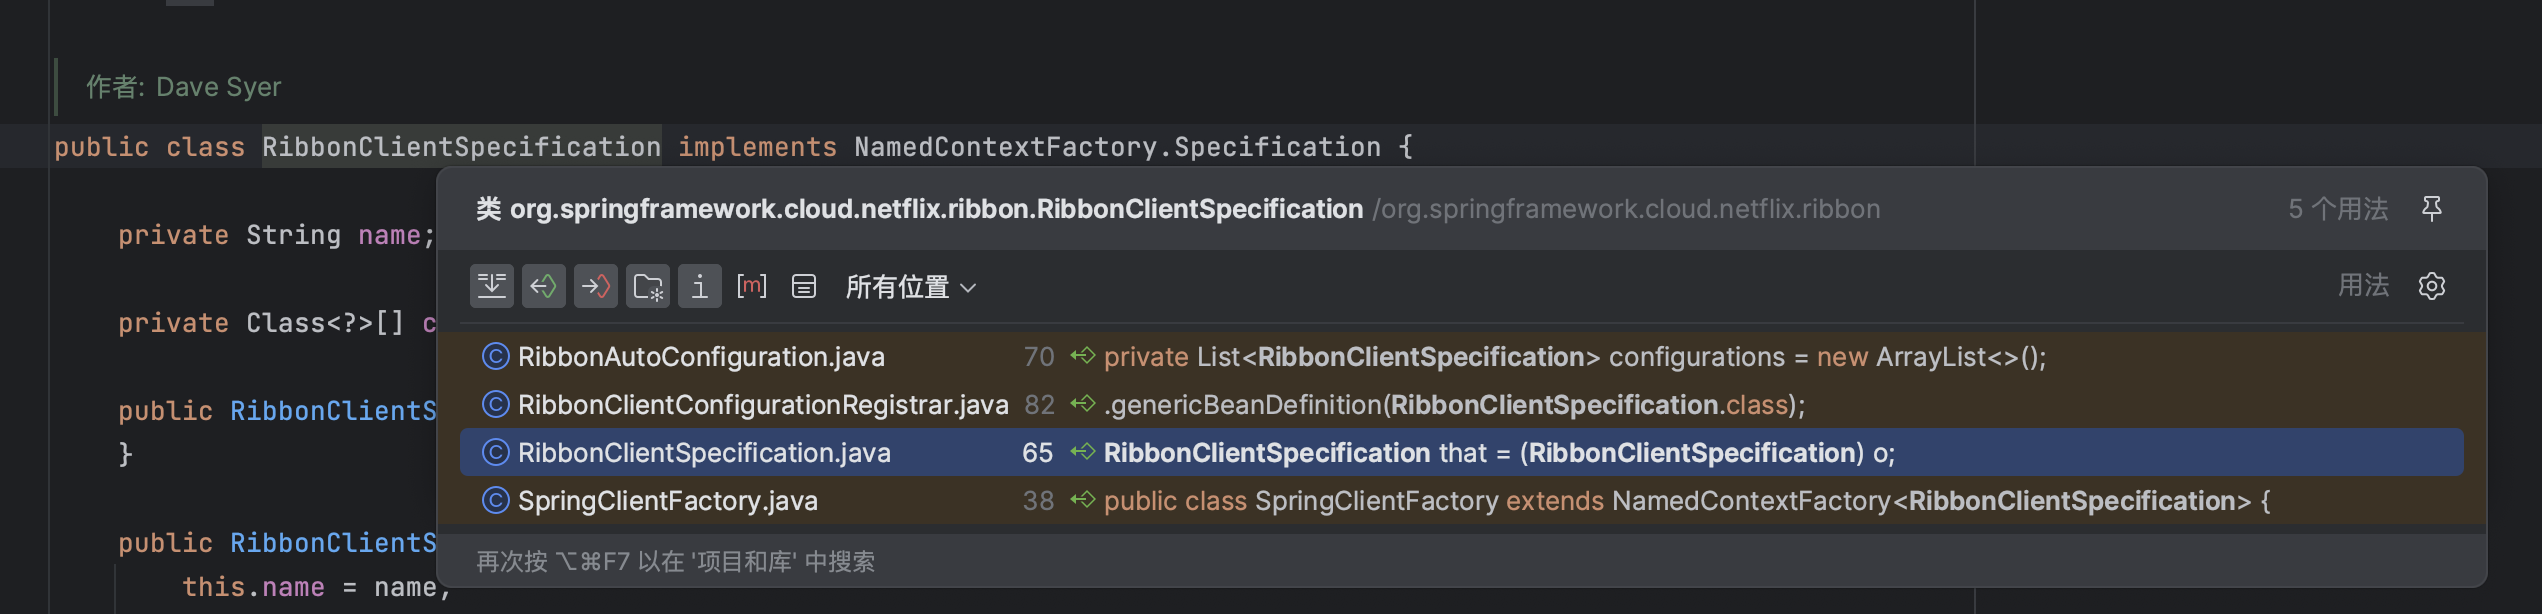 作者: Dave Syer
public class RibbonClientSpecification implements NamedContextFactory.Specification {
类 org.springframework.cloud.netflix.ribbon.RibbonClientSpecification /org.springframework.cloud.netflix.ribbon 5 个用法
private String name;
[m] 所有位置 用法
private Class<?>[] c
RibbonAutoConfiguration.java 70 private List<RibbonClientSpecification> configurations = new ArrayList<>();
RibbonClientConfigurationRegistrar.java 82 .genericBeanDefinition(RibbonClientSpecification.class);
public RibbonClientS
}
RibbonClientSpecification.java 65 RibbonClientSpecification that = (RibbonClientSpecification) o;
SpringClientFactory.java 38 public class SpringClientFactory extends NamedContextFactory<RibbonClientSpecification> {
public RibbonClientS
再次按 ⌥⌘F7 以在 '项目和库' 中搜索
this.name = name;